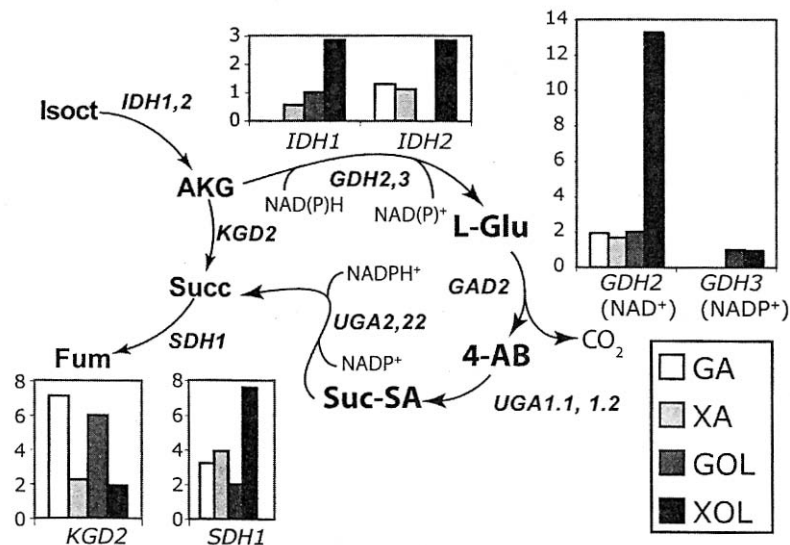 3
2
1
0
IDH1 IDH2
14
12
10
8
6
4
2
0
GDH2 GDH3
(NAD⁺) (NADP⁺)
Isoct
IDH1,2
AKG
GDH2,3
NAD(P)H
NAD(P)⁺
L-Glu
KGD2
Succ
NADPH⁺
GAD2
UGA2,22
SDH1
NADP⁺
4-AB
CO₂
Fum
Suc-SA
UGA1.1, 1.2
8
6
4
2
0
KGD2
8
6
4
2
0
SDH1
GA
XA
GOL
XOL